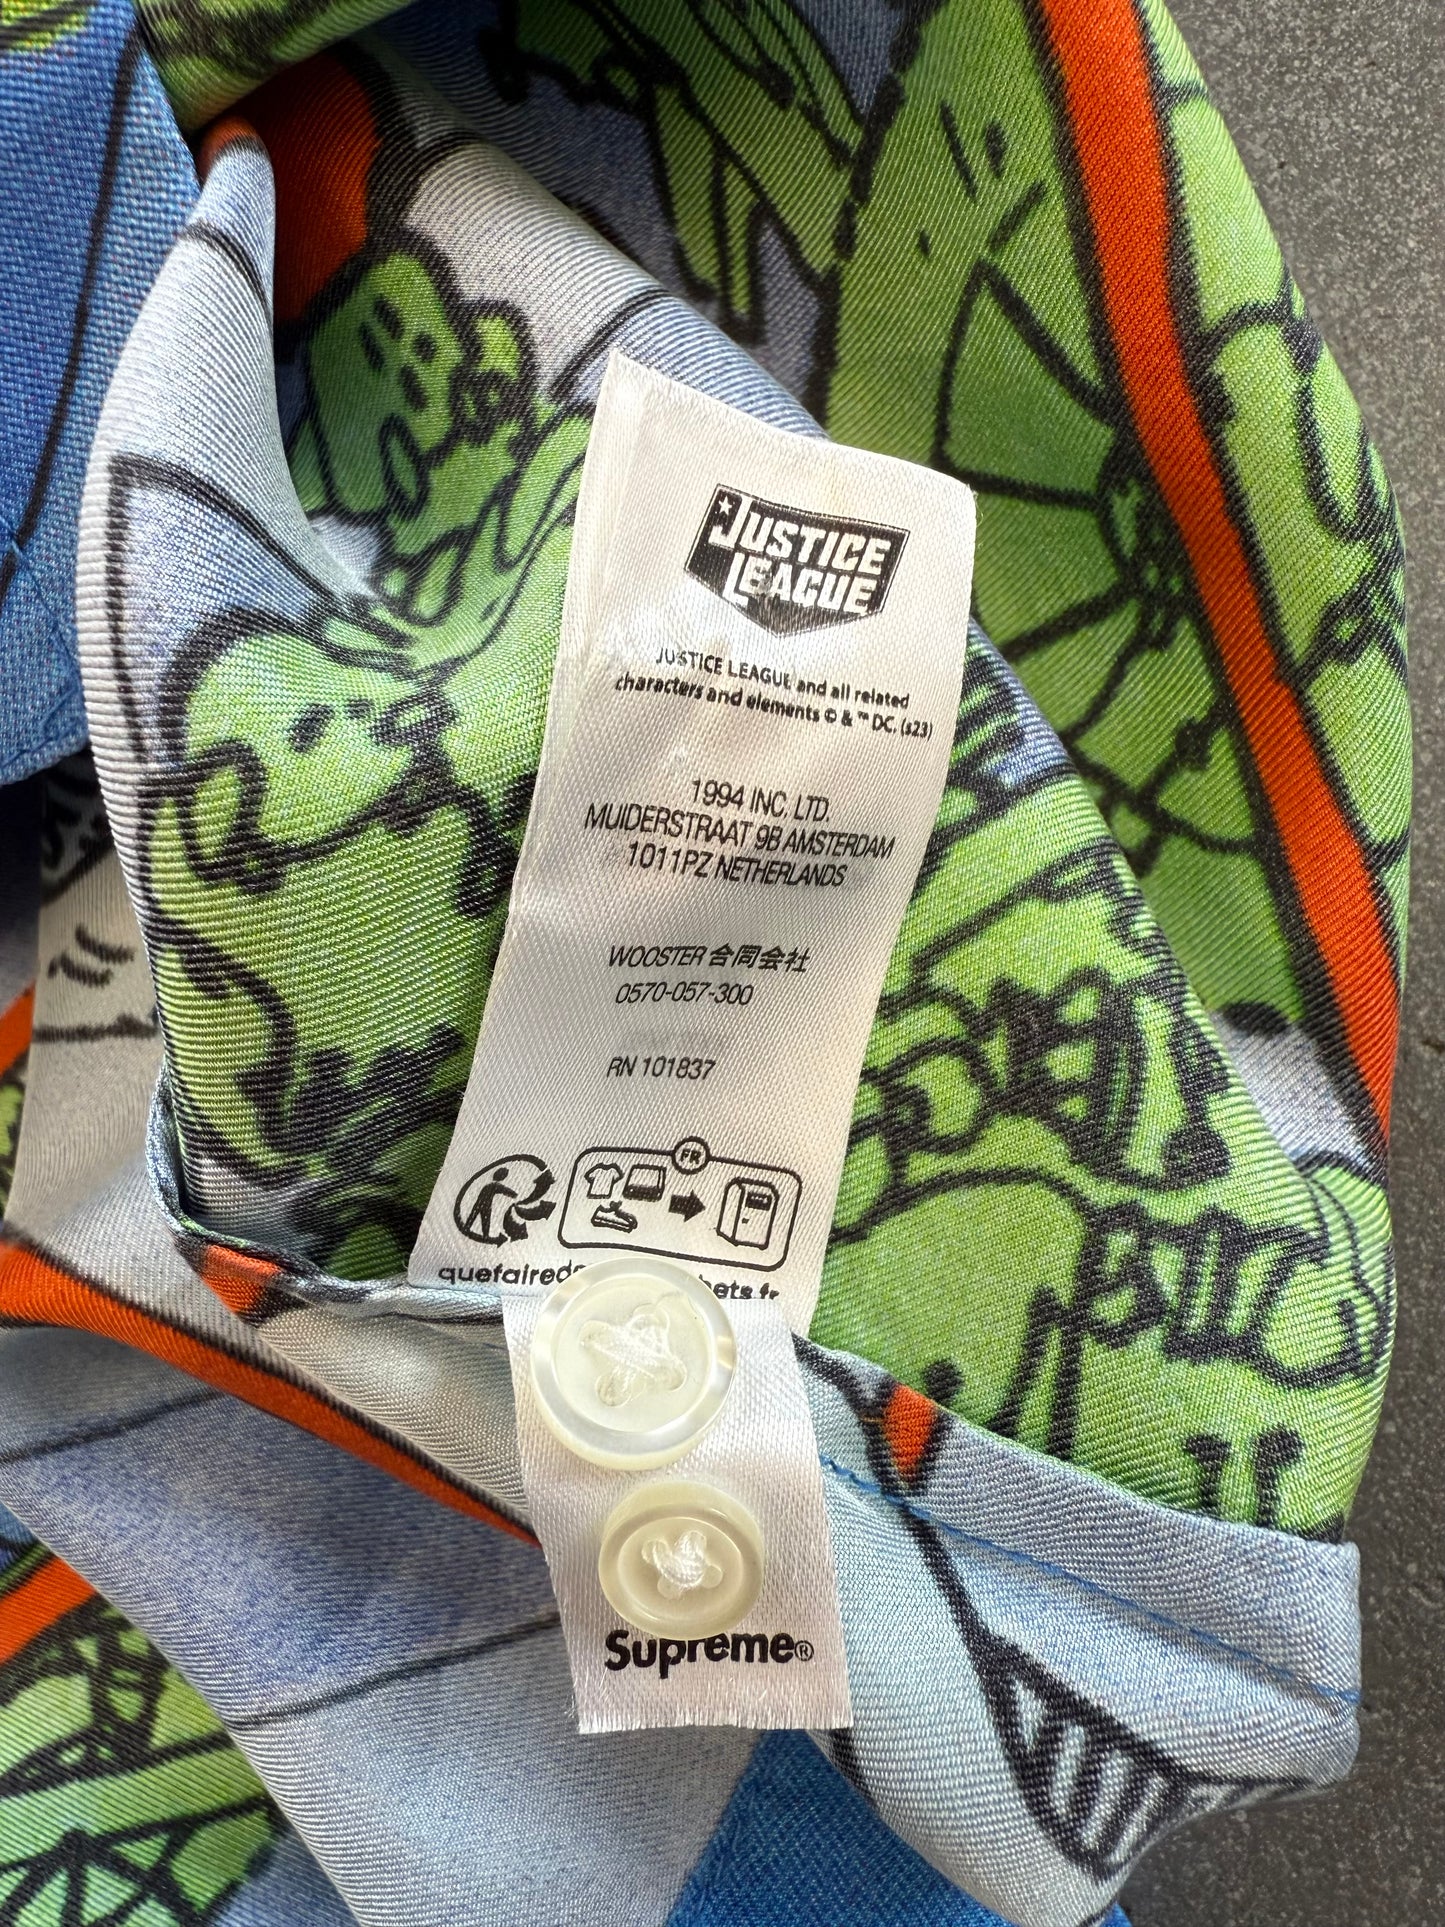 JUSTICE
LEAGUE
JUSTICE LEAGUE and all related
characters and elements © & ™ DC. (s23)
1994 INC. LTD.
MUIDERSTRAAT 9B AMSTERDAM
1011PZ NETHERLANDS
WOOSTER 合同会社
0570-057-300
RN 101837
FR
Supreme®